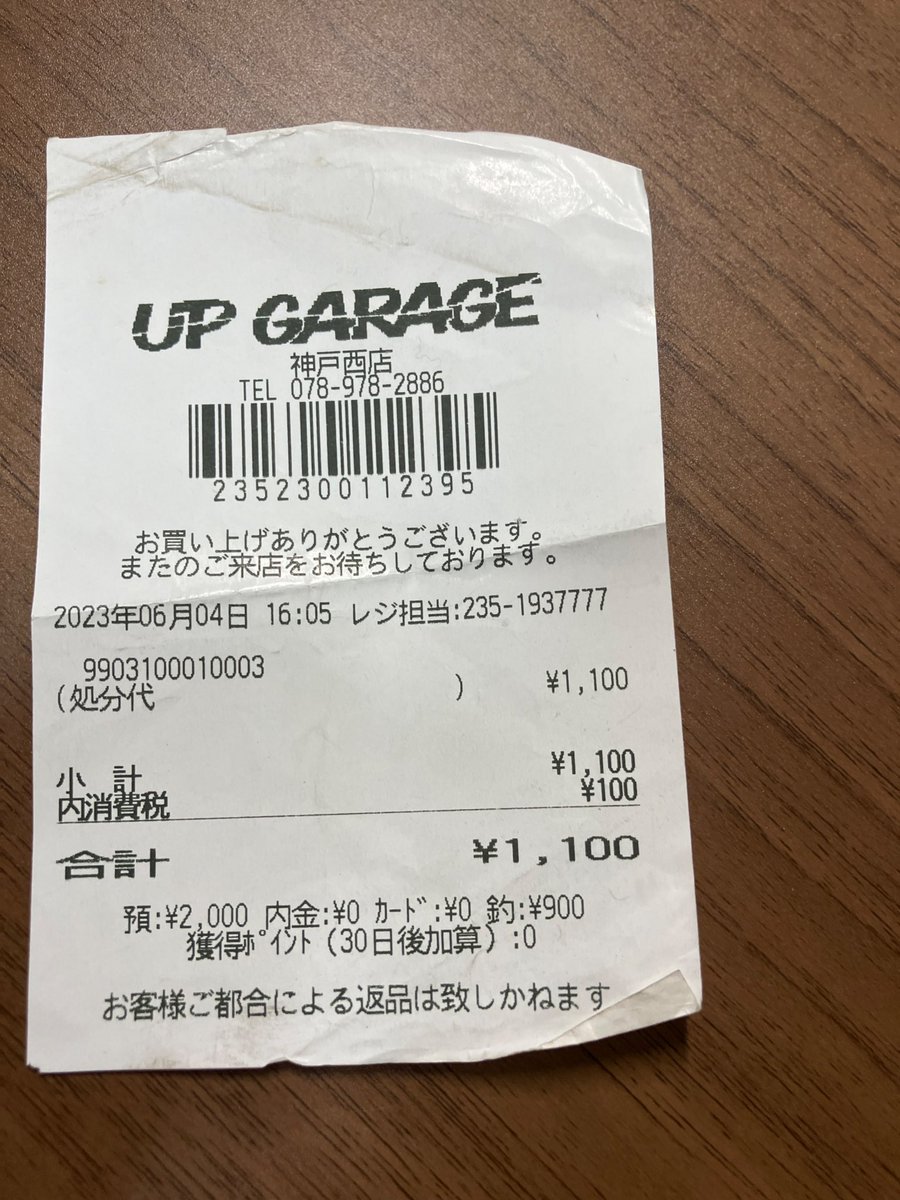 UP GARAGE
神戸西店
TEL 078-978-2886
2352300112395
お買い上げありがとうございます。
またのご来店をお待ちしております。
2023年06月04日 16:05 レジ担当:235-1937777
9903100010003
(処分代 ) ¥1,100
小 計 ¥1,100
内消費税 ¥100
合計 ¥1,100
預:¥2,000 内金:¥0 ｶｰﾄﾞ:¥0 釣:¥900
獲得ﾎﾟｲﾝﾄ(30日後加算):0
お客様ご都合による返品は致しかねます